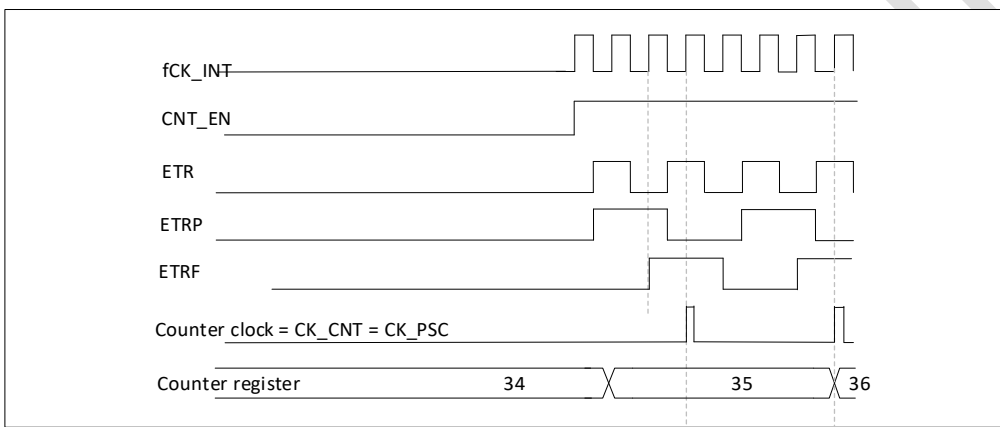 fCK_INT
CNT_EN
ETR
ETRP
ETRF
Counter clock = CK_CNT = CK_PSC
Counter register 34 35 36